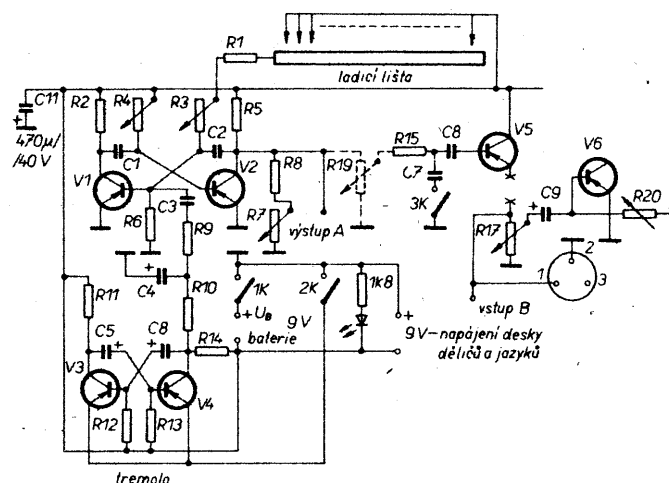 R1
ladicí lišta
C11
470µ/
/40 V
R2
R4
R3
R5
C1
C2
V1
V2
R6
C3
R9
R8
R7
výstup A
R19
R15
C7
C8
3K
V5
V6
C9
R17
R20
1
2
3
vstup B
C4
R10
R11
1K
+ UB
baterie
9 V
2K
1k8
+
9V–napájení desky
děličů a jazyků
C5
C8
R14
V3
V4
R12
R13
tremolo